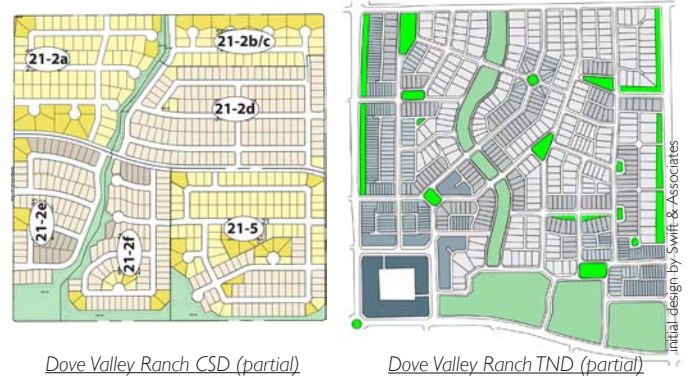 21-2a
21-2b/c
21-2d
21-2e
21-2f
21-5
Initial design by Swift & Associates
Dove Valley Ranch CSD (partial)
Dove Valley Ranch TND (partial)